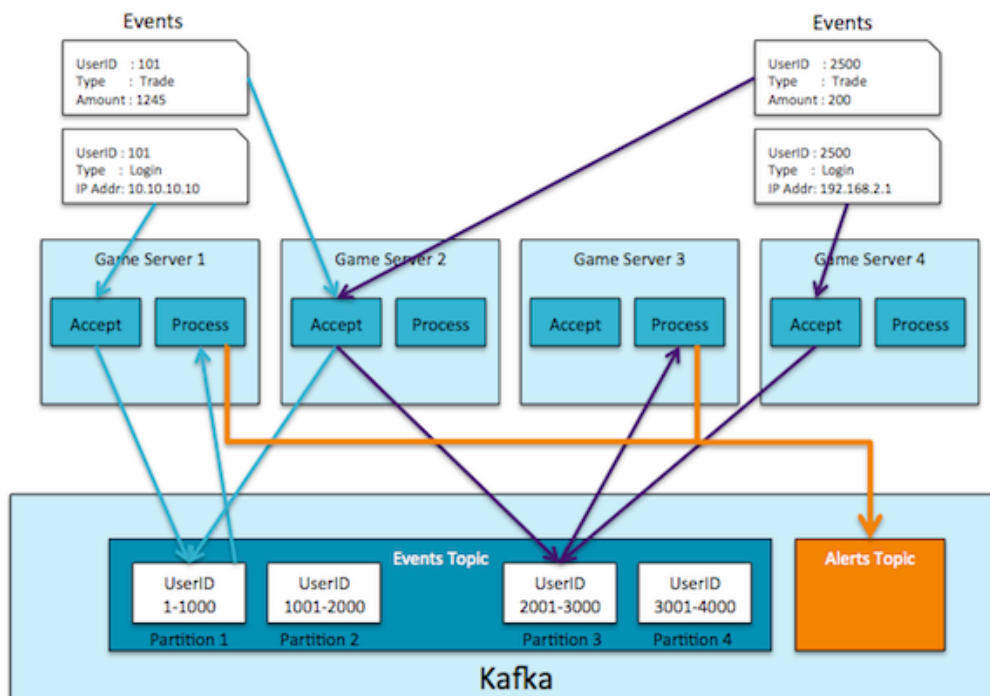 Events
UserID : 101
Type : Trade
Amount : 1245
UserID : 101
Type : Login
IP Addr: 10.10.10.10
Events
UserID : 2500
Type : Trade
Amount : 200
UserID : 2500
Type : Login
IP Addr: 192.168.2.1
Game Server 1
Accept
Process
Game Server 2
Accept
Process
Game Server 3
Accept
Process
Game Server 4
Accept
Process
Events Topic
UserID
1-1000
Partition 1
UserID
1001-2000
Partition 2
UserID
2001-3000
Partition 3
UserID
3001-4000
Partition 4
Alerts Topic
Kafka